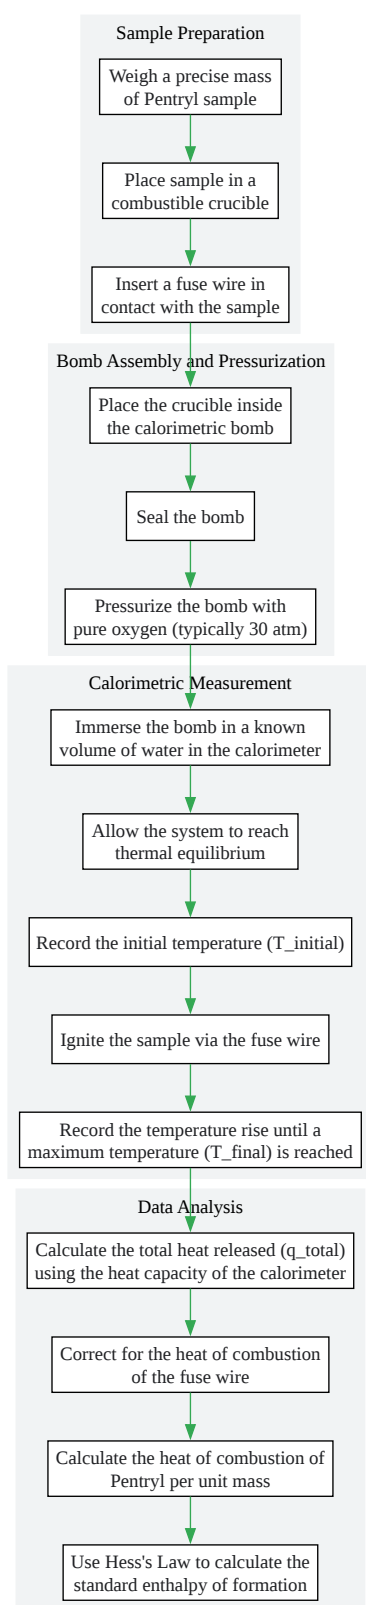 Sample Preparation
Weigh a precise mass
of Pentryl sample
Place sample in a
combustible crucible
Insert a fuse wire in
contact with the sample
Bomb Assembly and Pressurization
Place the crucible inside
the calorimetric bomb
Seal the bomb
Pressurize the bomb with
pure oxygen (typically 30 atm)
Calorimetric Measurement
Immerse the bomb in a known
volume of water in the calorimeter
Allow the system to reach
thermal equilibrium
Record the initial temperature (T_initial)
Ignite the sample via the fuse wire
Record the temperature rise until a
maximum temperature (T_final) is reached
Data Analysis
Calculate the total heat released (q_total)
using the heat capacity of the calorimeter
Correct for the heat of combustion
of the fuse wire
Calculate the heat of combustion of
Pentryl per unit mass
Use Hess's Law to calculate the
standard enthalpy of formation